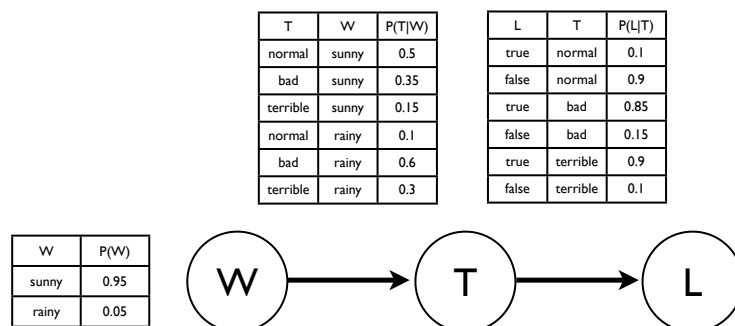 T W P(T|W)
normal sunny 0.5
bad sunny 0.35
terrible sunny 0.15
normal rainy 0.1
bad rainy 0.6
terrible rainy 0.3
L T P(L|T)
true normal 0.1
false normal 0.9
true bad 0.85
false bad 0.15
true terrible 0.9
false terrible 0.1
W P(W)
sunny 0.95
rainy 0.05
W T L